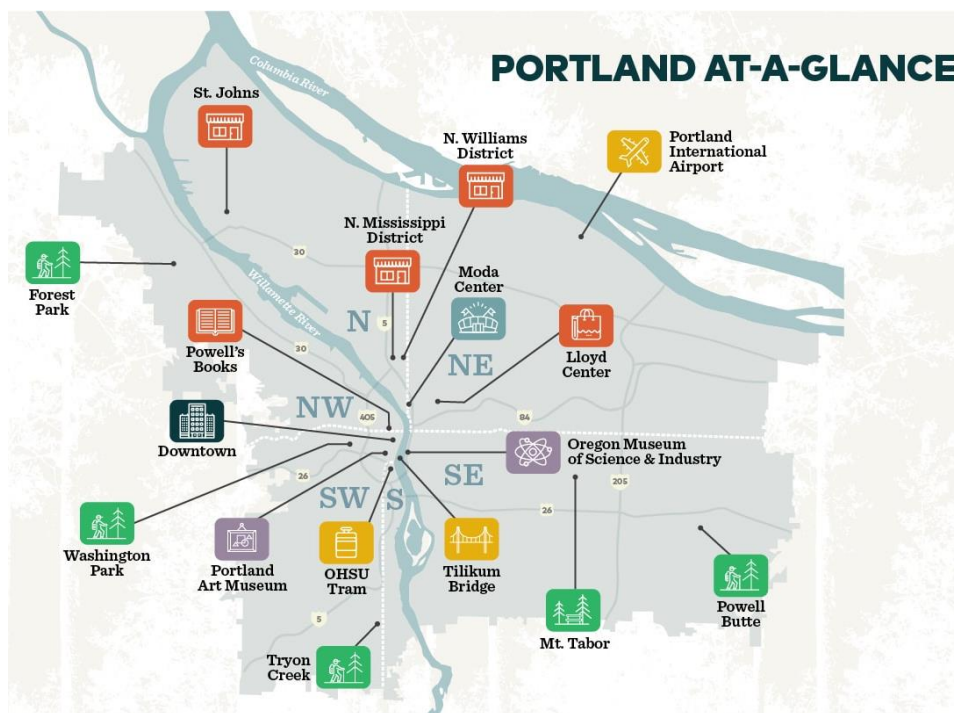 PORTLAND AT-A-GLANCE
Columbia River
St. Johns
N. Williams
District
Portland
International
Airport
N. Mississippi
District
30
Moda
Center
Forest
Park
Willamette River
N
5
Powell's
Books
30
NE
Lloyd
Center
NW
405
84
Downtown
Oregon Museum
of Science & Industry
SE
26
205
SW
S
26
Washington
Park
Portland
Art Museum
OHSU
Tram
Tilikum
Bridge
Powell
Butte
5
Mt. Tabor
Tryon
Creek